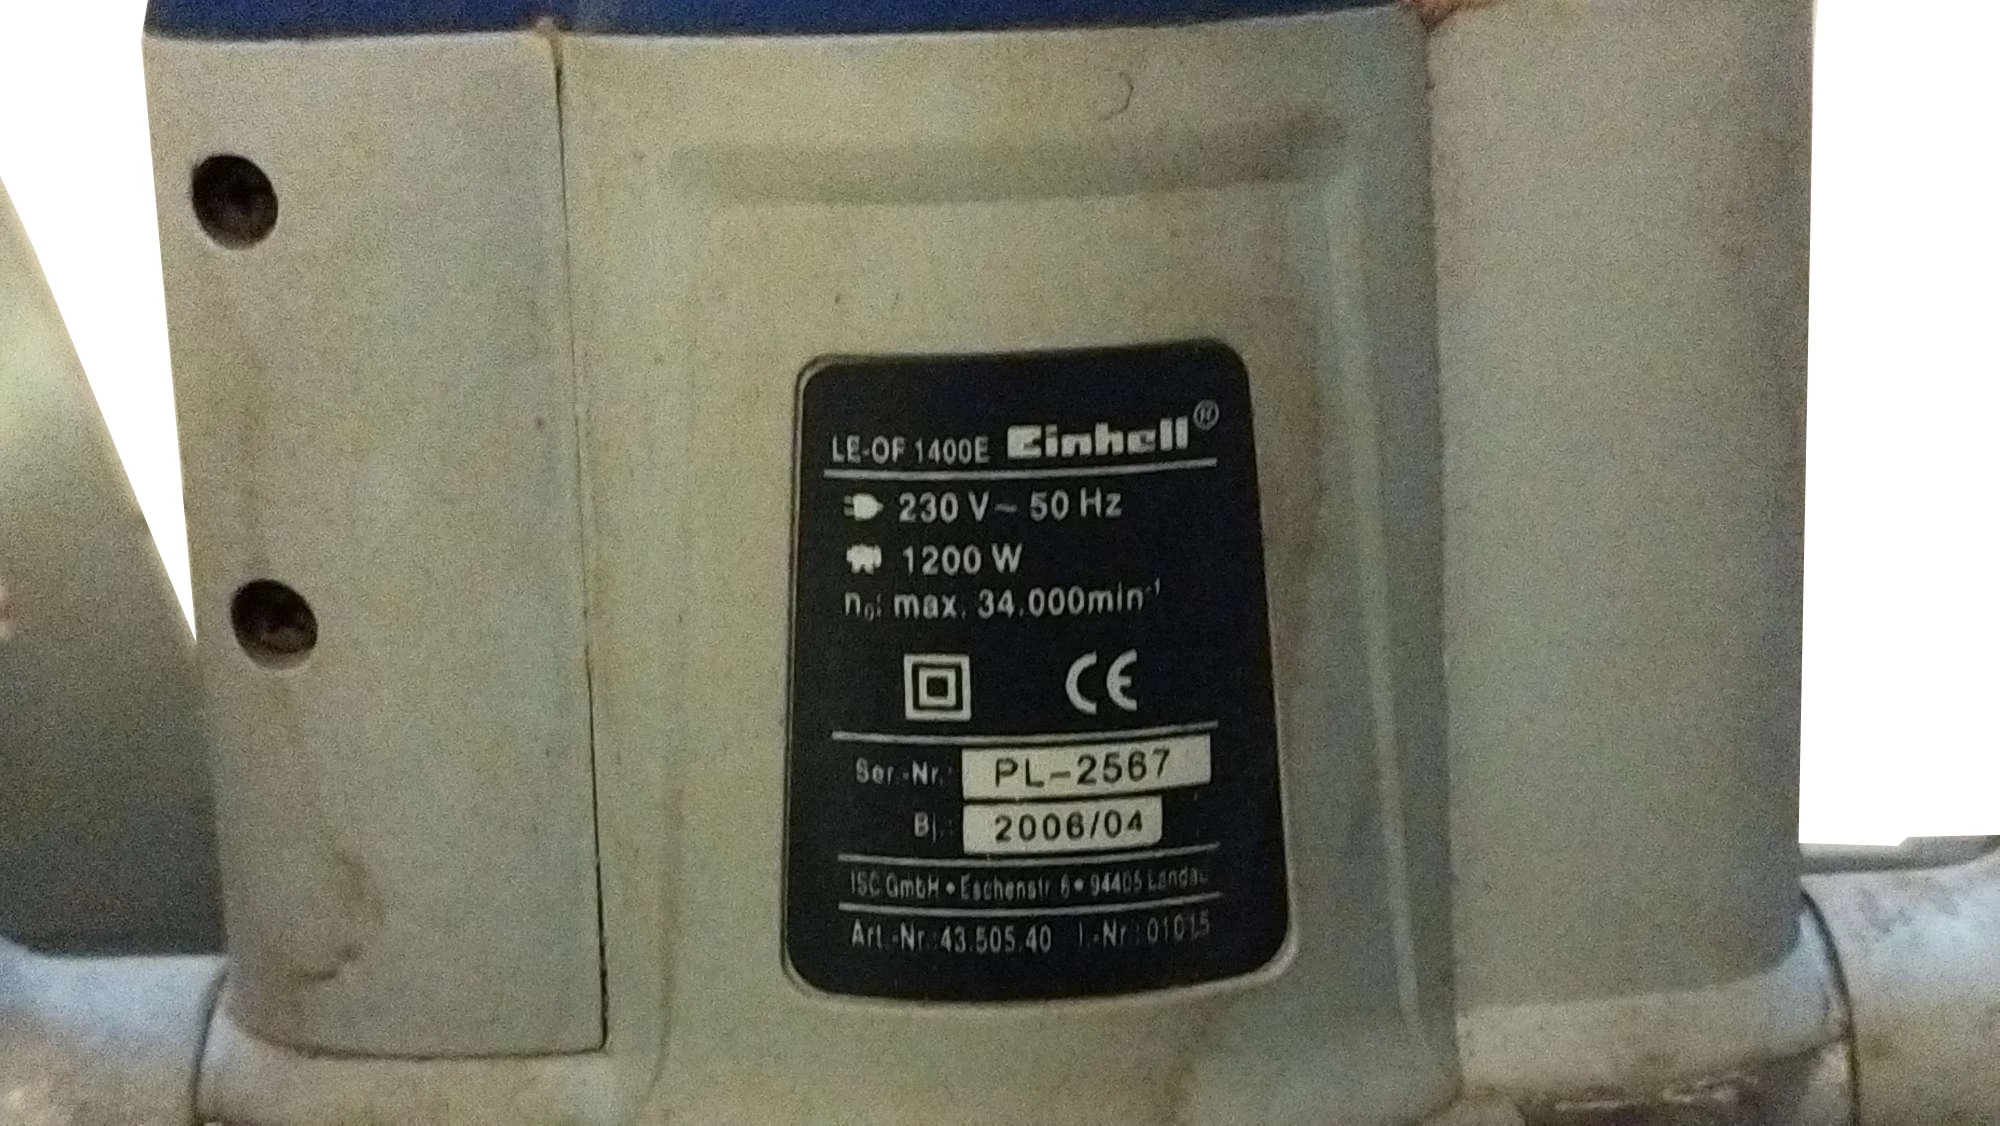 LE-OF 1400E Einhell®
230 V~ 50 Hz
1200 W
n₀: max. 34.000min⁻¹
CE
Ser.-Nr.: PL-2567
Bj.: 2006/04
ISC GmbH • Eschenstr 6 • 94405 Landau
Art.-Nr.:43.505.40 I.-Nr.:01015